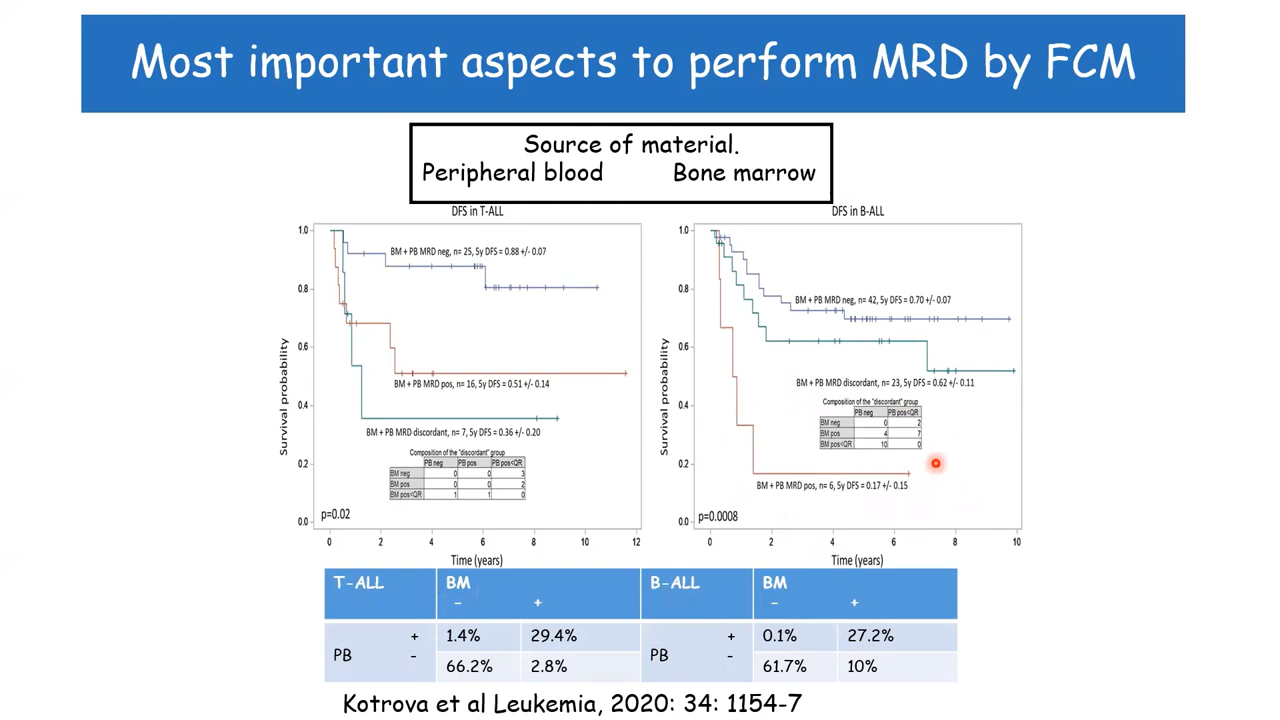 Most important aspects to perform MRD by FCM
Source of material.
Peripheral blood Bone marrow
DFS in T-ALL
Survival probability
1.0
0.8
0.6
0.4
0.2
0.0
BM + PB MRD neg, n= 25, 5y DFS = 0.88 +/- 0.07
BM + PB MRD pos, n= 16, 5y DFS = 0.51 +/- 0.14
BM + PB MRD discordant, n= 7, 5y DFS = 0.36 +/- 0.20
Composition of the "discordant" group
PB neg PB pos PB pos<QR
BM neg 0 0 3
BM pos 0 0 2
BM pos<QR 1 1 0
p=0.02
0 2 4 6 8 10 12
Time (years)
DFS in B-ALL
Survival probability
1.0
0.8
0.6
0.4
0.2
0.0
BM + PB MRD neg, n= 42, 5y DFS = 0.70 +/- 0.07
BM + PB MRD discordant, n= 23, 5y DFS = 0.62 +/- 0.11
Composition of the "discordant" group
PB neg PB pos<QR
BM neg 0 2
BM pos 4 7
BM pos<QR 10 0
BM + PB MRD pos, n= 6, 5y DFS = 0.17 +/- 0.15
p=0.0008
0 2 4 6 8 10
Time (years)
T-ALL BM B-ALL BM
- + - +
+ 1.4% 29.4% + 0.1% 27.2%
PB - PB -
66.2% 2.8% 61.7% 10%
Kotrova et al Leukemia, 2020: 34: 1154-7